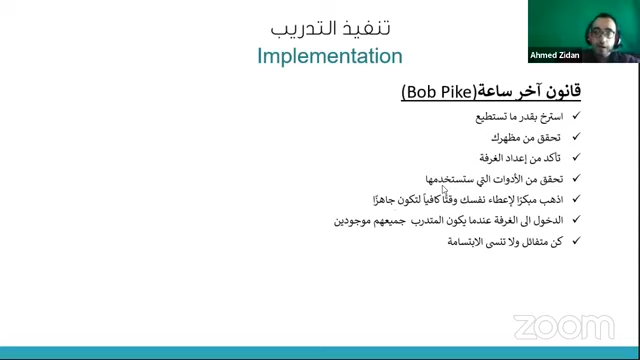 تنفيذ التدريب
Implementation
Ahmed Zidan
قانون آخر ساعة(Bob Pike)
✓ استرخ بقدر ما تستطيع
✓ تحقق من مظهرك
✓ تأكد من إعداد الغرفة
✓ تحقق من الأدوات التي ستستخدمها
✓ اذهب مبكرًا لإعطاء نفسك وقتًا كافياً لتكون جاهزًا
✓ الدخول الى الغرفة عندما يكون المتدرب جميعهم موجودين
✓ كن متفائل ولا تنسى الابتسامة
zoom